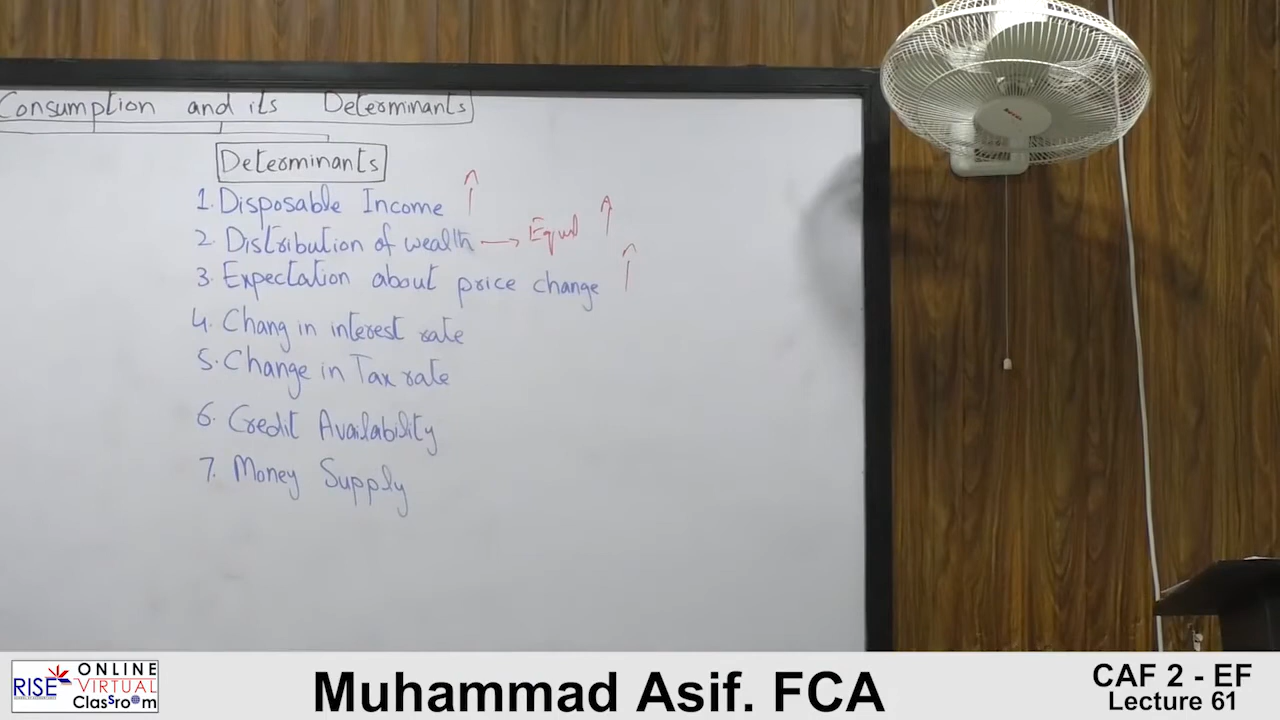 Consumption and its Determinants
Determinants
1. Disposable Income ↑
2. Distribution of wealth → Equal ↑
3. Expectation about price change ↑
4. Chang in interest rate
5. Change in Tax rate
6. Credit Availability
7. Money Supply
RISE
ONLINE
VIRTUAL
ClasSroom
Muhammad Asif. FCA
CAF 2 - EF
Lecture 61